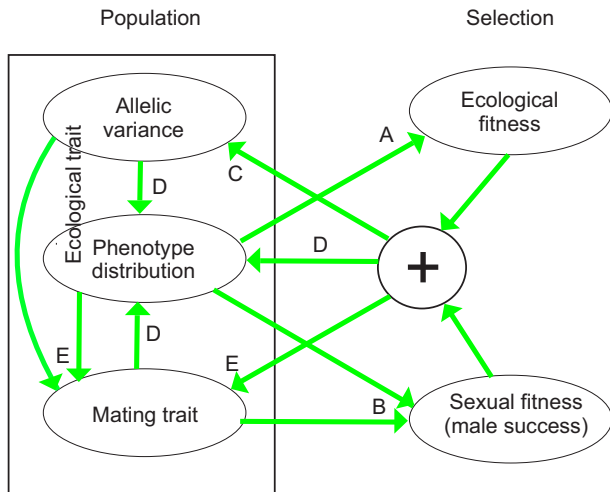 Population
Selection
Allelic
variance
Ecological
fitness
A
C
D
Ecological trait
Phenotype
distribution
D
+
E
D
E
Mating trait
B
Sexual fitness
(male success)